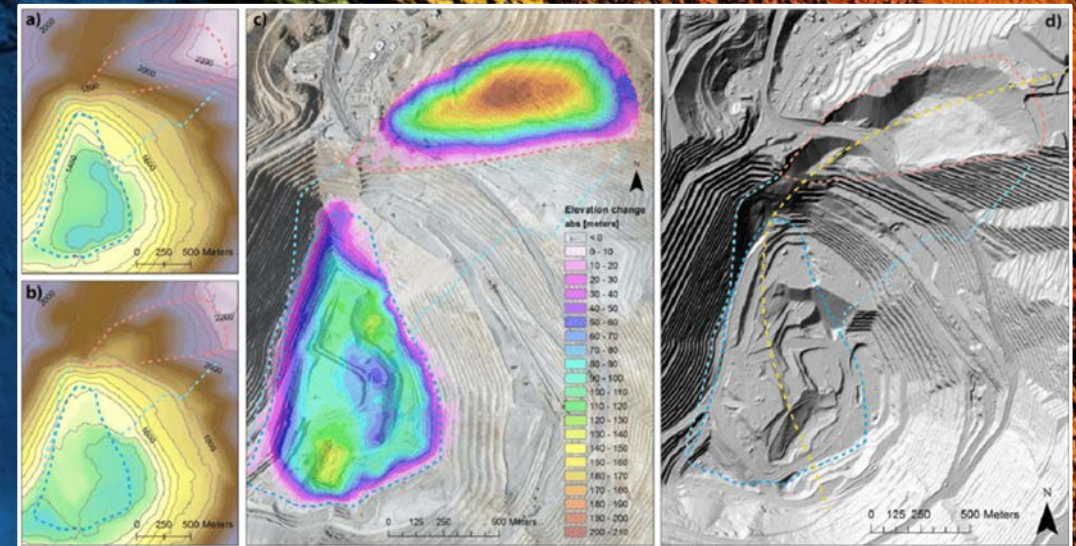 a)
2000
2200
2000
0 250 500 Meters
b)
2000
2200
2000
1600
1800
0 250 500 Meters
c)
N
Elevation change
abs [meters]
< 0
0 - 10
10 - 20
20 - 30
30 - 40
40 - 50
50 - 60
60 - 70
70 - 80
80 - 90
90 - 100
100 - 110
110 - 120
120 - 130
130 - 140
140 - 150
150 - 160
160 - 170
170 - 180
180 - 190
190 - 200
200 - 210
0 125 250 500 Meters
d)
N
0 125 250 500 Meters